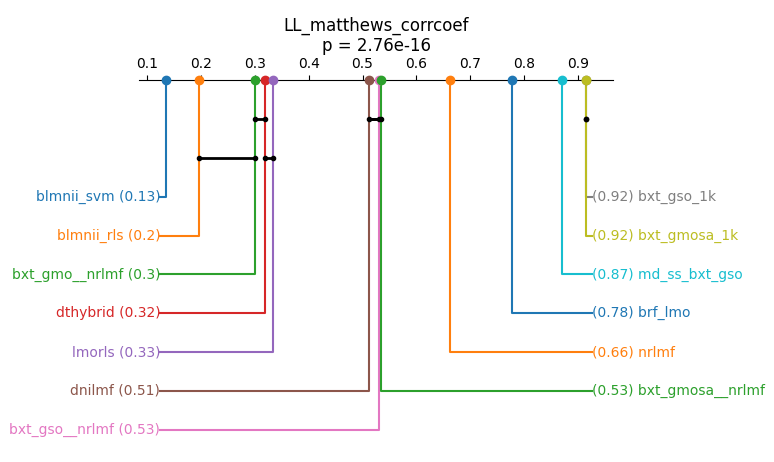 LL_matthews_corrcoef
p = 2.76e-16
0.1 0.2 0.3 0.4 0.5 0.6 0.7 0.8 0.9
blmnii_svm (0.13) (0.92) bxt_gso_1k
blmnii_rls (0.2) (0.92) bxt_gmosa_1k
bxt_gmo__nrlmf (0.3) (0.87) md_ss_bxt_gso
dthybrid (0.32) (0.78) brf_lmo
lmorls (0.33) (0.66) nrlmf
dnilmf (0.51) (0.53) bxt_gmosa__nrlmf
bxt_gso__nrlmf (0.53)